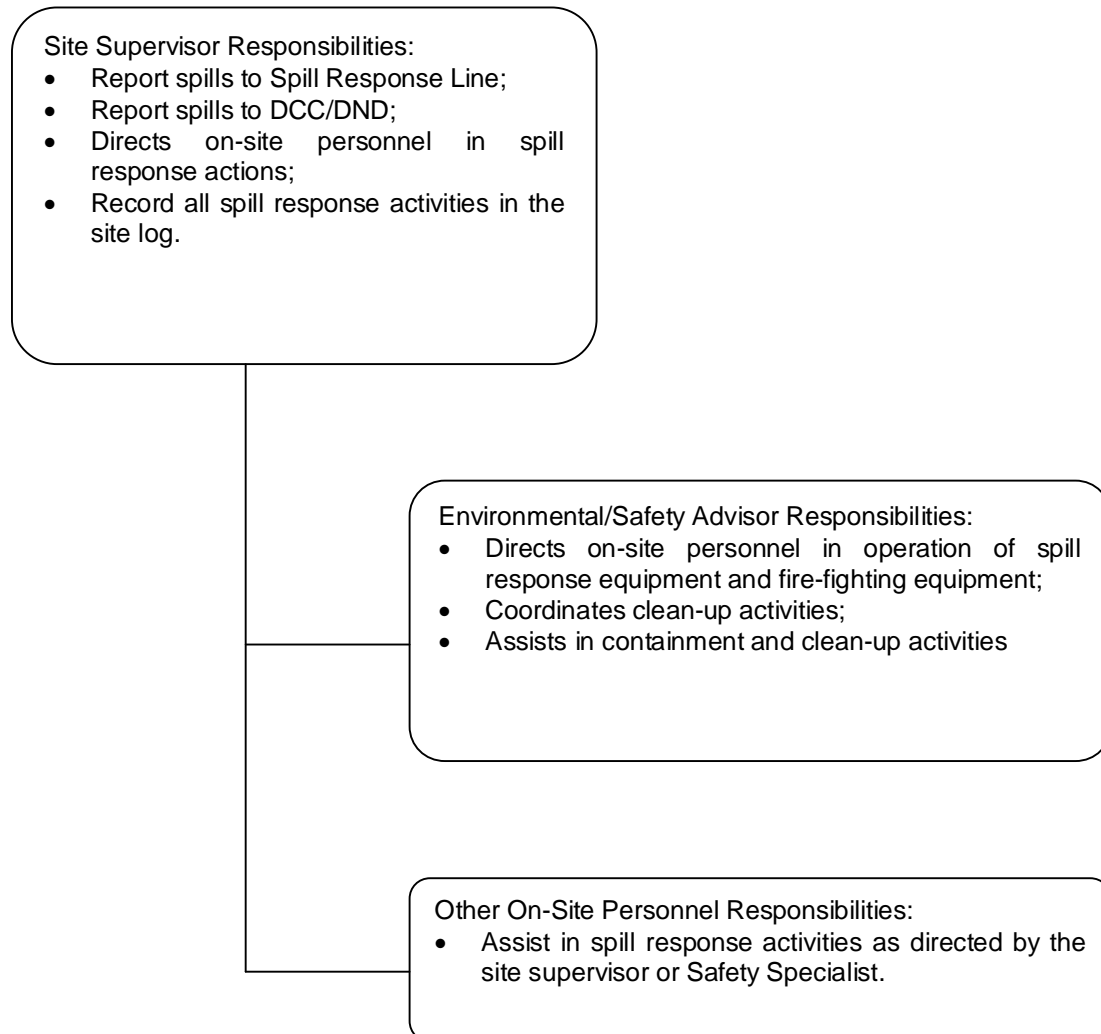 Site Supervisor Responsibilities:
• Report spills to Spill Response Line;
• Report spills to DCC/DND;
• Directs on-site personnel in spill
response actions;
• Record all spill response activities in the
site log.
Environmental/Safety Advisor Responsibilities:
• Directs on-site personnel in operation of spill
response equipment and fire-fighting equipment;
• Coordinates clean-up activities;
• Assists in containment and clean-up activities
Other On-Site Personnel Responsibilities:
• Assist in spill response activities as directed by the
site supervisor or Safety Specialist.